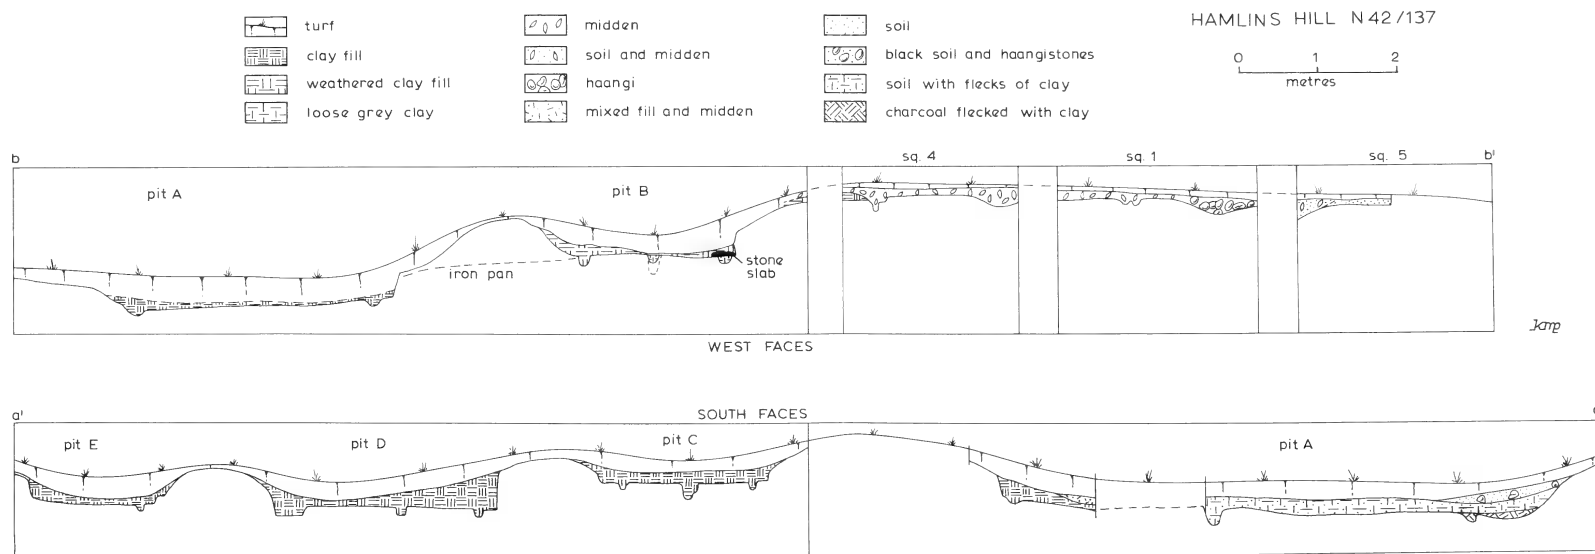 HAMLINS HILL N42/137
0 1 2
metres
turf
clay fill
weathered clay fill
loose grey clay
midden
soil and midden
haangi
mixed fill and midden
soil
black soil and haangistones
soil with flecks of clay
charcoal flecked with clay
b sq. 4 sq. 1 sq. 5 b'
pit A pit B
iron pan
stone
slab
WEST FACES
a' SOUTH FACES
pit E pit D pit C pit A